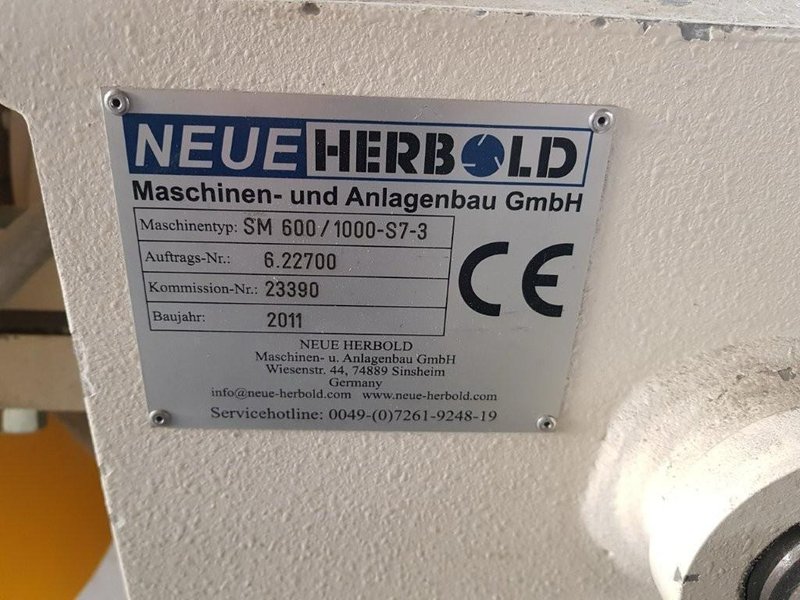 NEUE HERBOLD
Maschinen- und Anlagenbau GmbH
Maschinentyp: SM 600/1000-S7-3
Auftrags-Nr.: 6.22700
Kommission-Nr.: 23390
Baujahr: 2011
CE
NEUE HERBOLD
Maschinen- u. Anlagenbau GmbH
Wiesenstr. 44, 74889 Sinsheim
Germany
info@neue-herbold.com www.neue-herbold.com
Servicehotline: 0049-(0)7261-9248-19